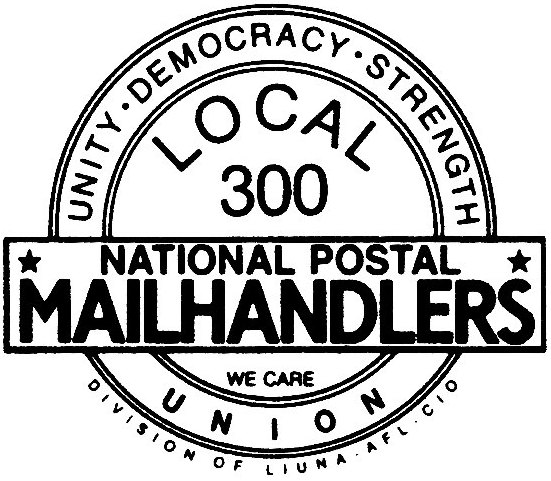 UNITY · DEMOCRACY · STRENGTH
LOCAL
300
NATIONAL POSTAL
MAILHANDLERS
WE CARE
UNION
DIVISION OF LIUNA-AFL-CIO